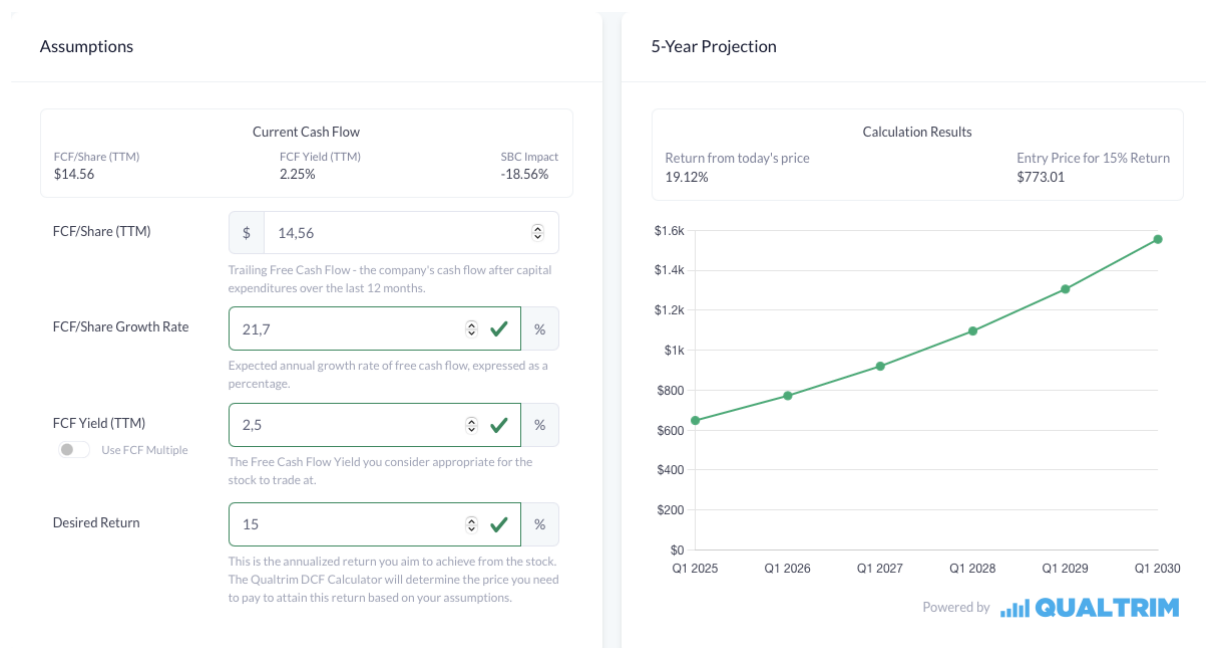 Assumptions
Current Cash Flow
FCF/Share (TTM)
FCF Yield (TTM)
SBC Impact
$14.56
2.25%
-18.56%
FCF/Share (TTM)
$
14,56
Trailing Free Cash Flow - the company's cash flow after capital
expenditures over the last 12 months.
FCF/Share Growth Rate
21,7
%
Expected annual growth rate of free cash flow, expressed as a
percentage.
FCF Yield (TTM)
Use FCF Multiple
2,5
%
The Free Cash Flow Yield you consider appropriate for the
stock to trade at.
Desired Return
15
%
This is the annualized return you aim to achieve from the stock.
The Qualtrim DCF Calculator will determine the price you need
to pay to attain this return based on your assumptions.
5-Year Projection
Calculation Results
Return from today's price
Entry Price for 15% Return
19.12%
$773.01
$1.6k
$1.4k
$1.2k
$1k
$800
$600
$400
$200
$0
Q1 2025
Q1 2026
Q1 2027
Q1 2028
Q1 2029
Q1 2030
Powered by QUALTRIM